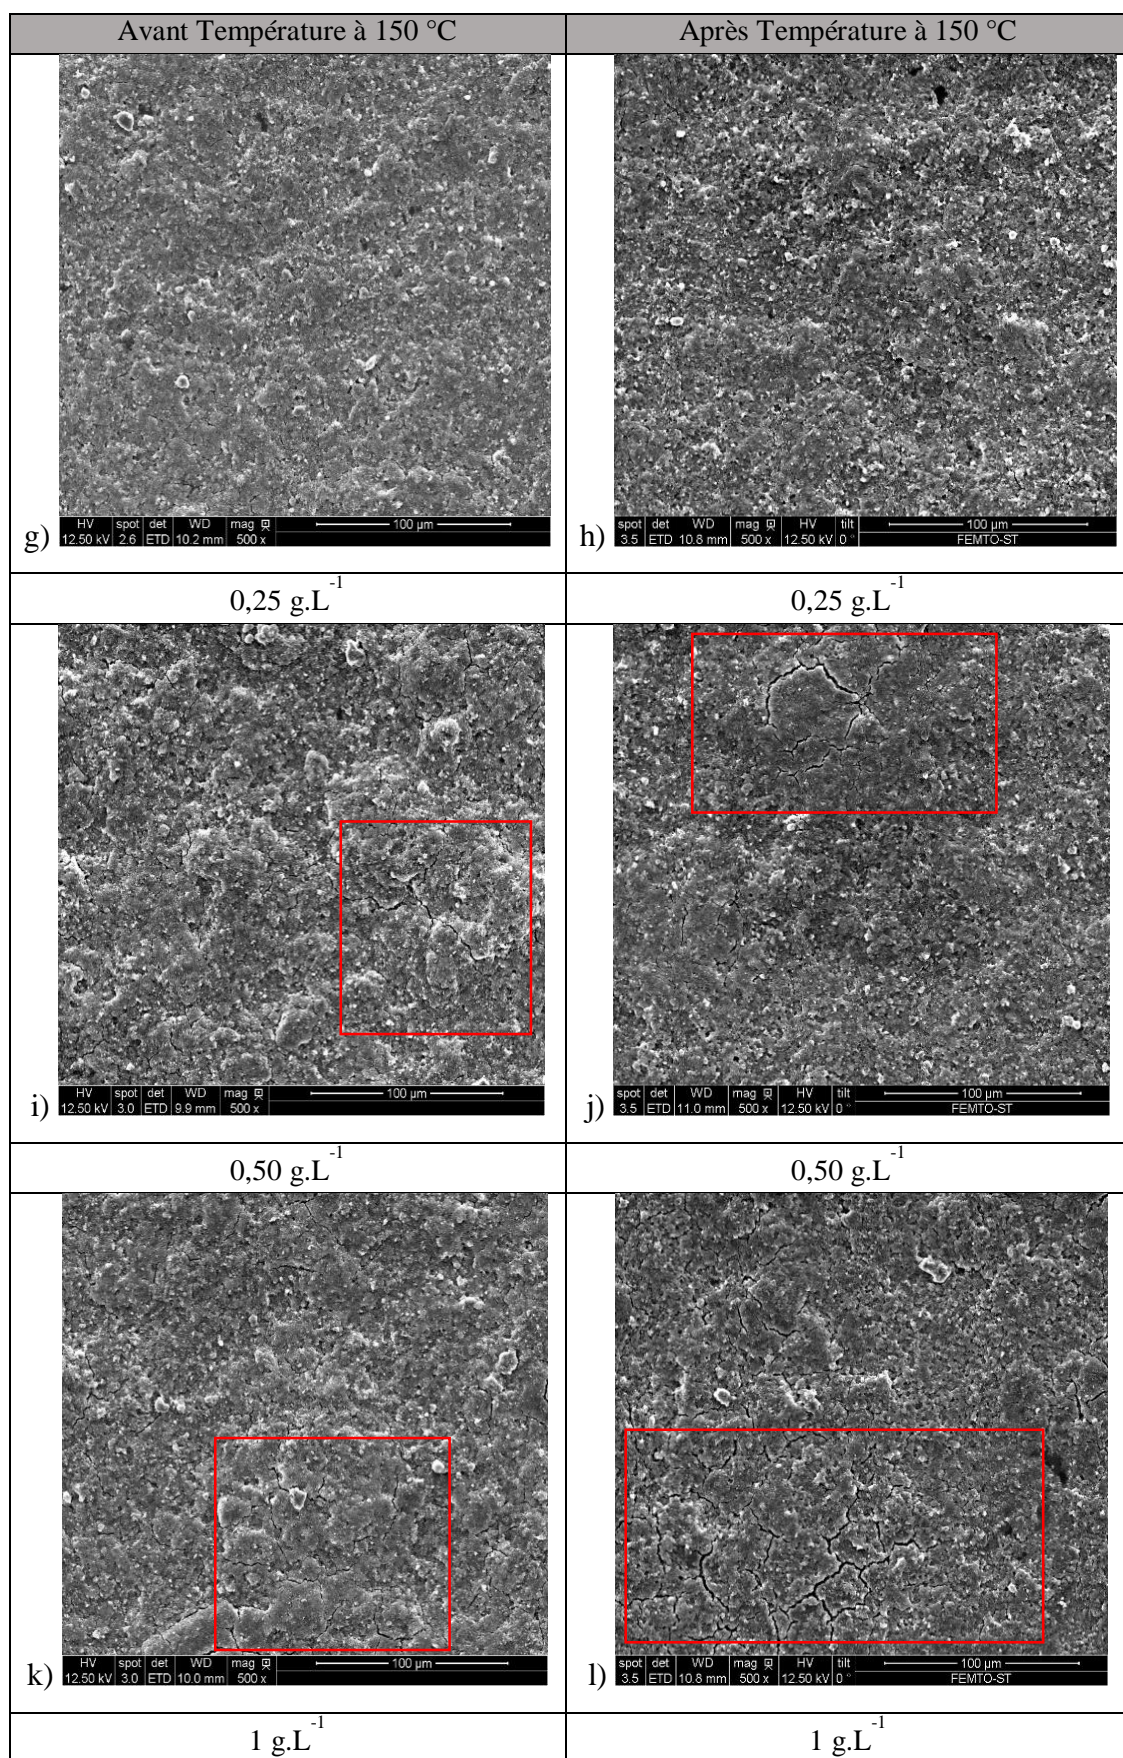 Avant Température à 150 °C
Après Température à 150 °C
g)
HV spot det WD mag
12.50 kV 2.6 ETD 10.2 mm 500 x
100 µm
h)
spot det WD mag HV tilt
3.5 ETD 10.8 mm 500 x 12.50 kV 0 °
100 µm
FEMTO-ST
0,25 g.L-1
0,25 g.L-1
i)
HV spot det WD mag
12.50 kV 3.0 ETD 9.9 mm 500 x
100 µm
j)
spot det WD mag HV tilt
3.5 ETD 11.0 mm 500 x 12.50 kV 0 °
100 µm
FEMTO-ST
0,50 g.L-1
0,50 g.L-1
k)
HV spot det WD mag
12.50 kV 3.0 ETD 10.0 mm 500 x
100 µm
l)
spot det WD mag HV tilt
3.5 ETD 10.8 mm 500 x 12.50 kV 0 °
100 µm
FEMTO-ST
1 g.L-1
1 g.L-1